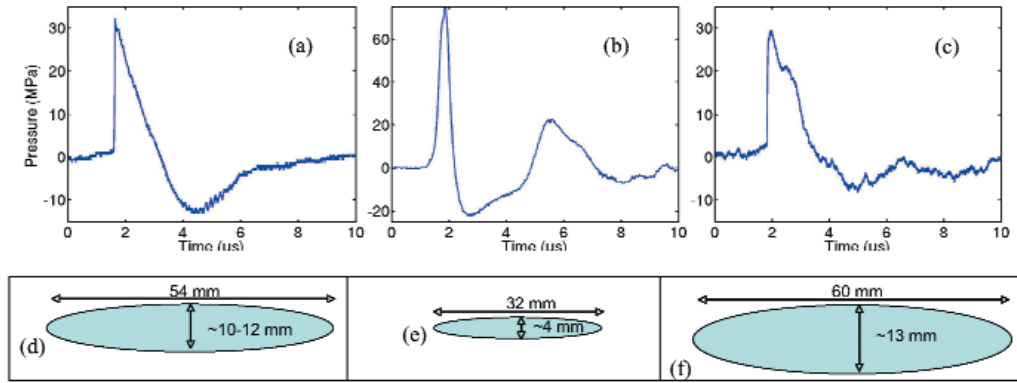 (a)
Pressure (MPa)
30
20
10
0
-10
0 2 4 6 8 10
Time (us)
(b)
60
40
20
0
-20
0 2 4 6 8 10
Time (us)
(c)
30
20
10
0
-10
0 2 4 6 8 10
Time (us)
54 mm
~10-12 mm
(d)
32 mm
~4 mm
(e)
60 mm
~13 mm
(f)